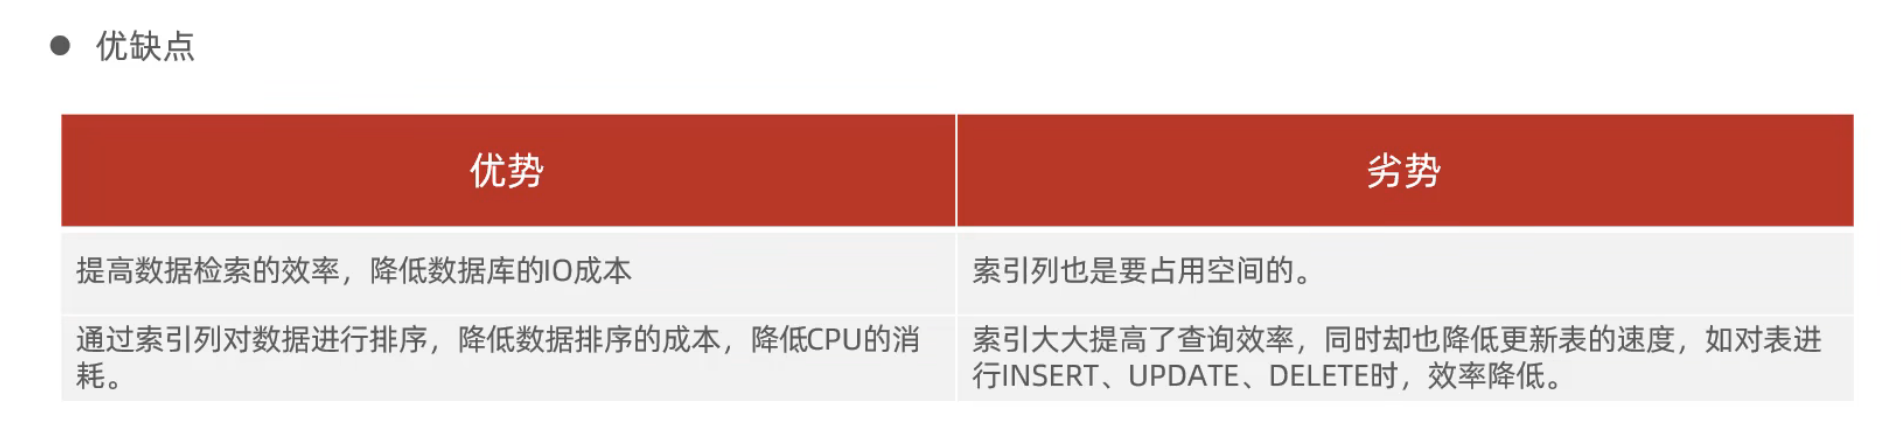 ● 优缺点
优势
劣势
提高数据检索的效率，降低数据库的IO成本
索引列也是要占用空间的。
通过索引列对数据进行排序，降低数据排序的成本，降低CPU的消
耗。
索引大大提高了查询效率，同时却也降低更新表的速度，如对表进
行INSERT、UPDATE、DELETE时，效率降低。